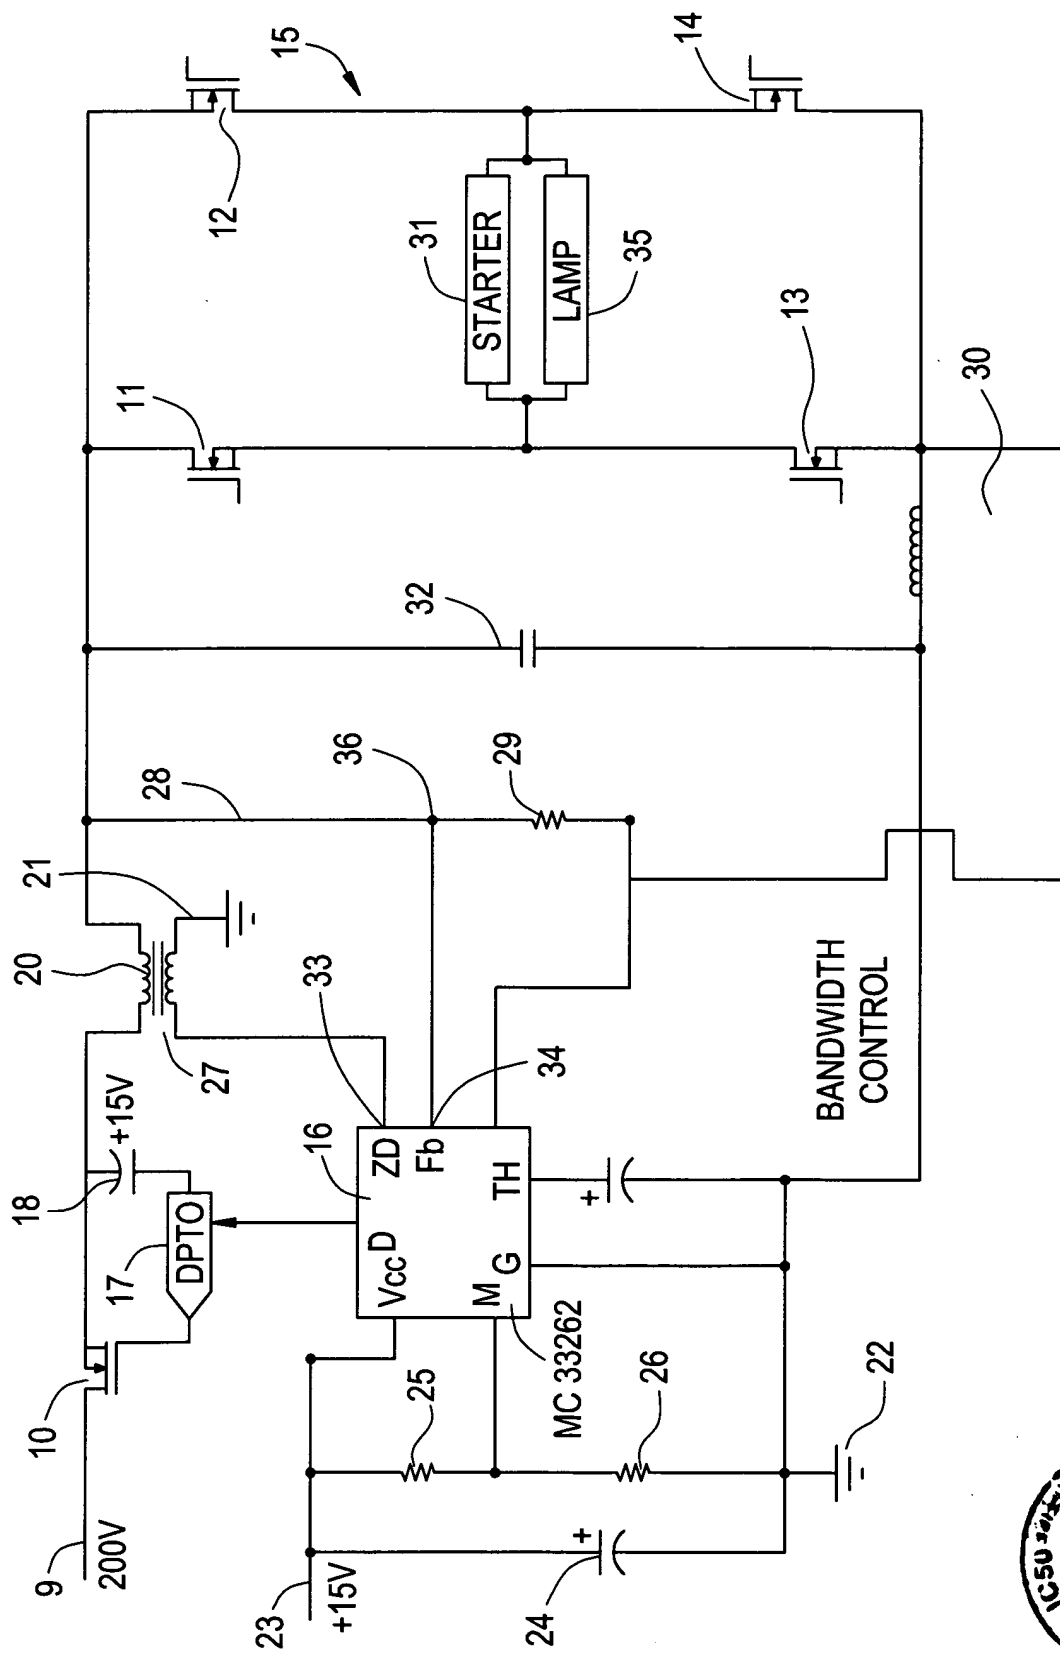 18
20
21
9
10
200V
17
+15V
11
28
DPTO
27
12
23
15
+15V
33
16
Vcc
D
ZD
32
31
36
Fb
25
34
STARTER
M
29
G
TH
24
+
LAMP
MC 33262
+
35
26
14
13
BANDWIDTH
CONTROL
22
30